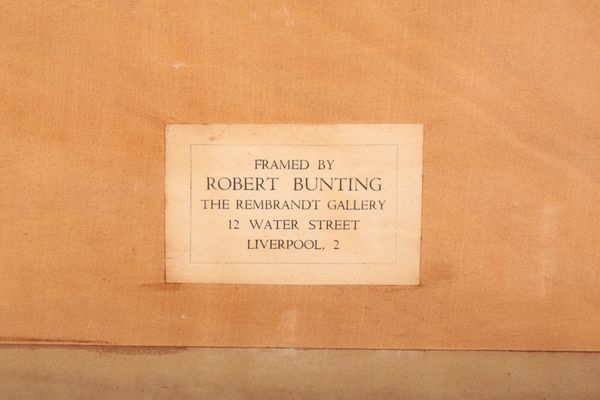 FRAMED BY
ROBERT BUNTING
THE REMBRANDT GALLERY
12 WATER STREET
LIVERPOOL, 2